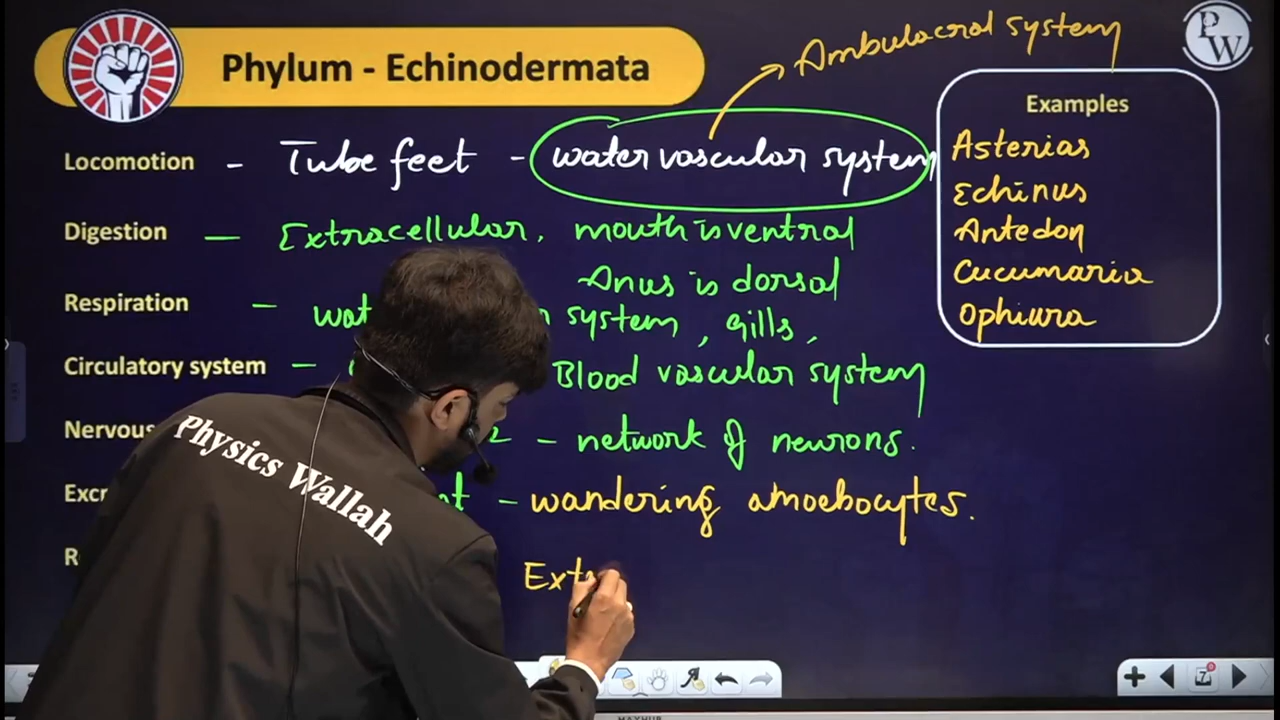 Ambulacral system
PW
Phylum - Echinodermata
Examples
Locomotion - Tube feet - water vascular system
Asterias
Echinus
Antedon
Cucumaria
Ophiura
Digestion - Extracellular, mouth is ventral
Anus is dorsal
Respiration - system, gills,
Circulatory system - Blood vascular system
Nervous - network of neurons.
- wandering amoebocytes.
Physics Wallah
MAXHUB